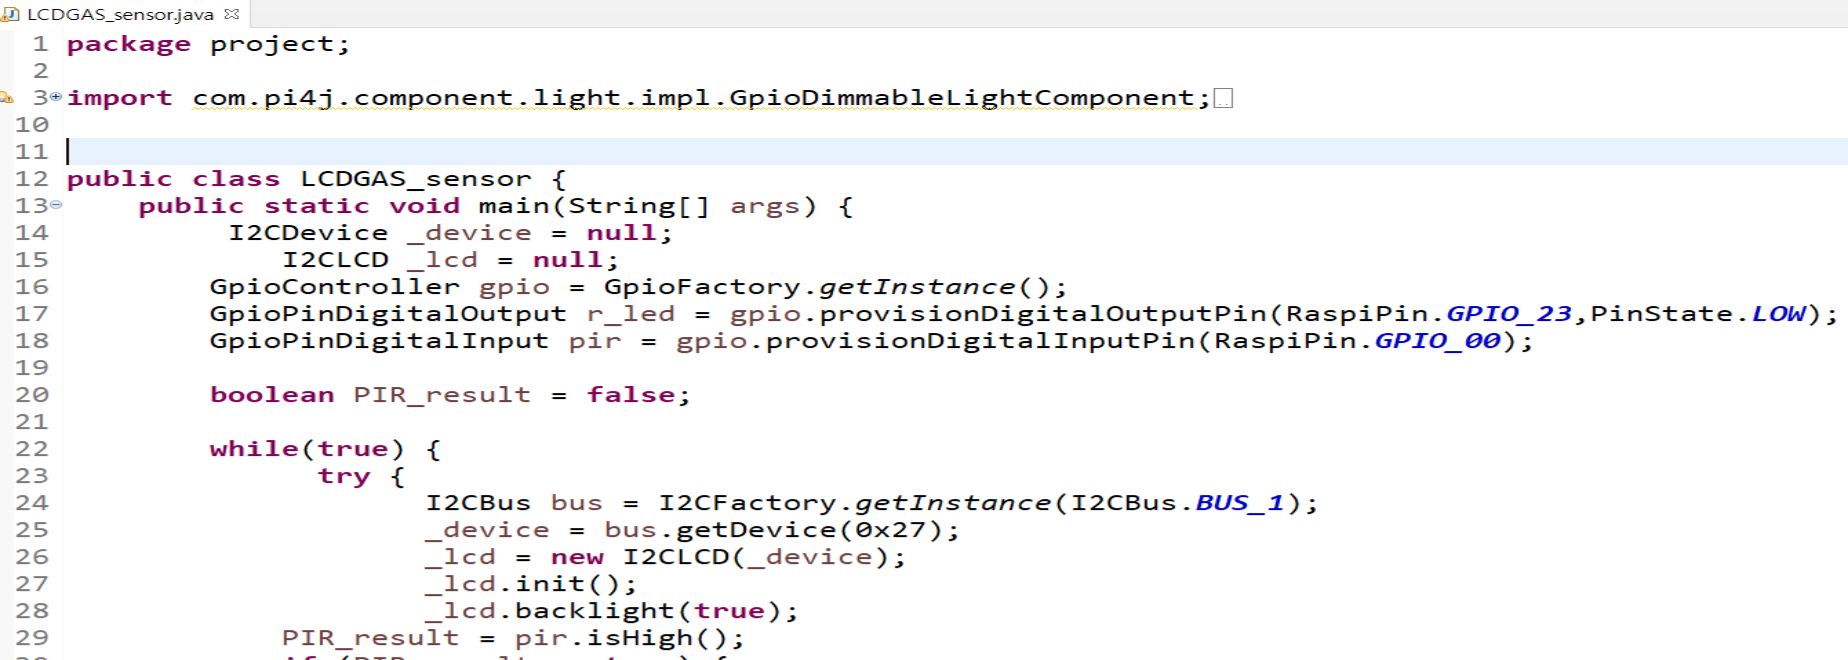 LCDGAS_sensor.java
1 package project;
2
3 import com.pi4j.component.light.impl.GpioDimmableLightComponent;
10
11
12 public class LCDGAS_sensor {
13 public static void main(String[] args) {
14 I2CDevice _device = null;
15 I2CLCD _lcd = null;
16 GpioController gpio = GpioFactory.getInstance();
17 GpioPinDigitalOutput r_led = gpio.provisionDigitalOutputPin(RaspiPin.GPIO_23,PinState.LOW);
18 GpioPinDigitalInput pir = gpio.provisionDigitalInputPin(RaspiPin.GPIO_00);
19
20 boolean PIR_result = false;
21
22 while(true) {
23 try {
24 I2CBus bus = I2CFactory.getInstance(I2CBus.BUS_1);
25 _device = bus.getDevice(0x27);
26 _lcd = new I2CLCD(_device);
27 _lcd.init();
28 _lcd.backlight(true);
29 PIR_result = pir.isHigh();